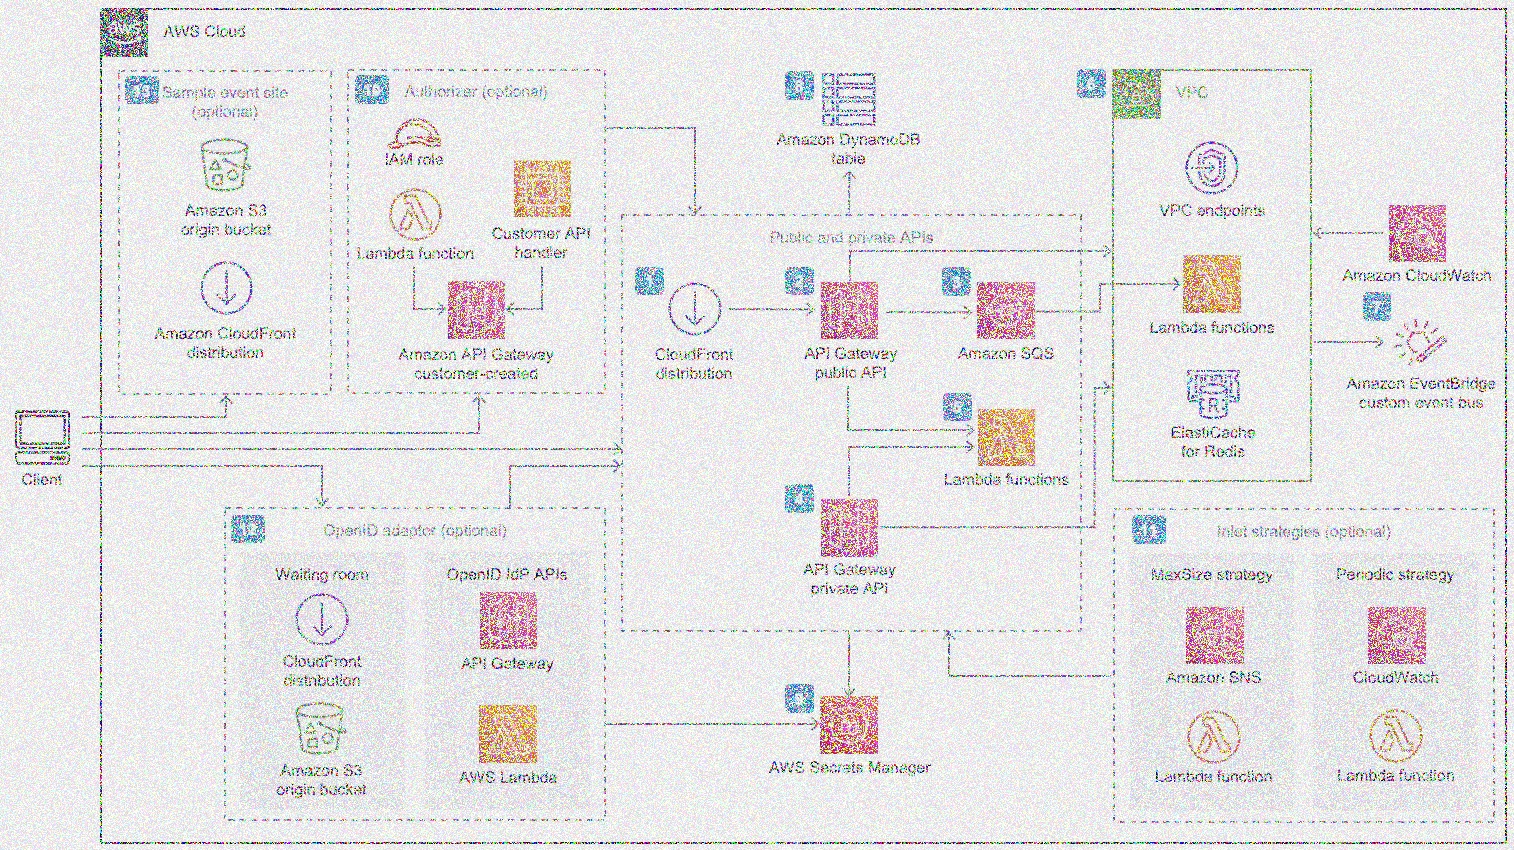 AWS Cloud
Sample event site
(optional)
Amazon S3
origin bucket
Amazon CloudFront
distribution
Authorizer (optional)
IAM role
Lambda function
Customer API
handler
Amazon API Gateway
customer-created
Client
Amazon DynamoDB
table
Public and private APIs
CloudFront
distribution
API Gateway
public API
Amazon SQS
Lambda functions
API Gateway
private API
AWS Secrets Manager
VPC
VPC endpoints
Lambda functions
R
ElastiCache
for Redis
Amazon CloudWatch
Amazon EventBridge
custom event bus
OpenID adaptor (optional)
Waiting room
CloudFront
distribution
Amazon S3
origin bucket
OpenID IdP APIs
API Gateway
AWS Lambda
Inlet strategies (optional)
MaxSize strategy
Amazon SNS
Lambda function
Periodic strategy
CloudWatch
Lambda function